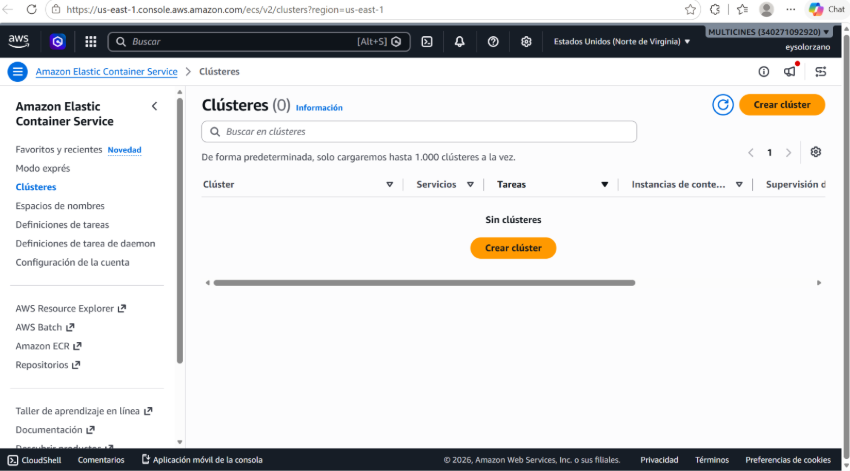 https://us-east-1.console.aws.amazon.com/ecs/v2/clusters?region=us-east-1
Chat
aws
Buscar
[Alt+S]
Estados Unidos (Norte de Virginia)
MULTICINES (340271092920)
eysolorzano
Amazon Elastic Container Service
Clústeres
Amazon Elastic
Container Service
Favoritos y recientes Novedad
Modo exprés
Clústeres
Espacios de nombres
Definiciones de tareas
Definiciones de tarea de daemon
Configuración de la cuenta
AWS Resource Explorer
AWS Batch
Amazon ECR
Repositorios
Taller de aprendizaje en línea
Documentación
Clústeres (0) Información
Crear clúster
Buscar en clústeres
De forma predeterminada, solo cargaremos hasta 1.000 clústeres a la vez.
1
Clúster Servicios Tareas Instancias de conte... Supervisión d
Sin clústeres
Crear clúster
CloudShell Comentarios Aplicación móvil de la consola © 2026, Amazon Web Services, Inc. o sus filiales. Privacidad Términos Preferencias de cookies